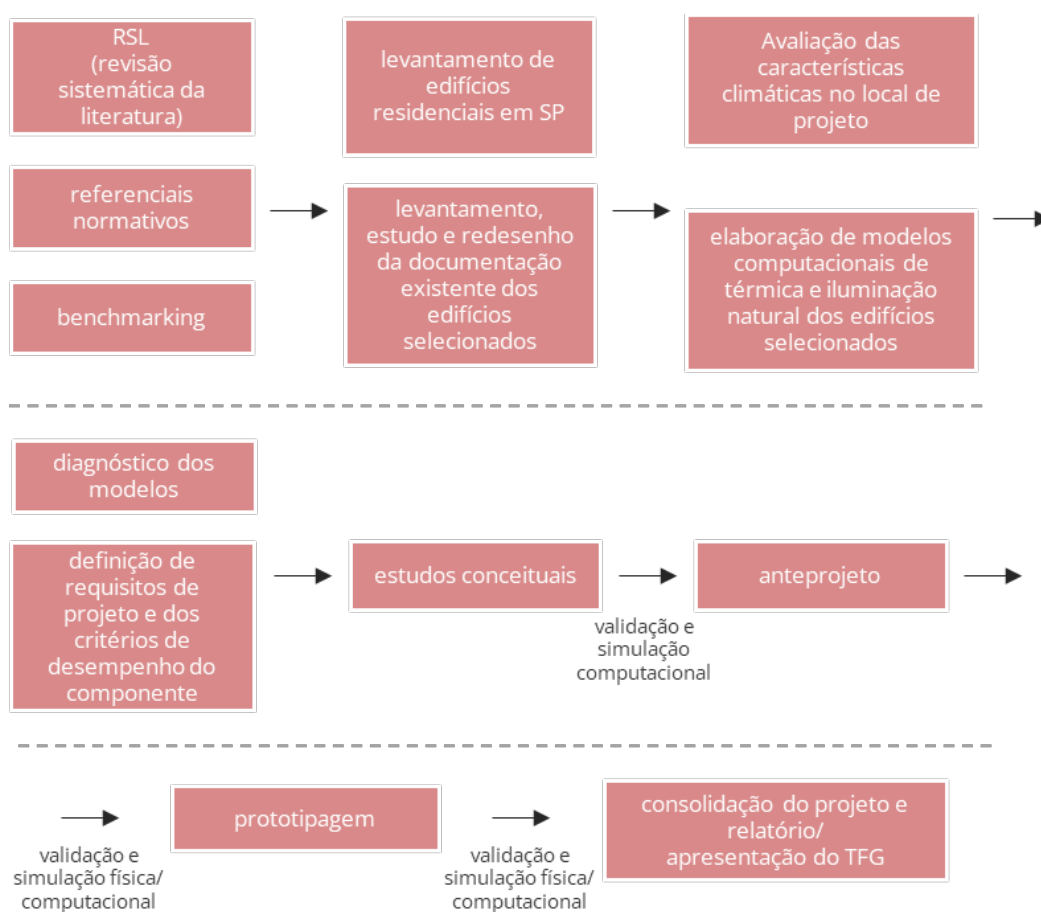 RSL
(revisão
sistemática da
literatura)
levantamento de
edifícios
residenciais em SP
Avaliação das
características
climáticas no local de
projeto
referenciais
normativos
levantamento,
estudo e redesenho
da documentação
existente dos
edifícios
selecionados
elaboração de modelos
computacionais de
térmica e iluminação
natural dos edifícios
selecionados
benchmarking
diagnóstico dos
modelos
definição de
requisitos de
projeto e dos
critérios de
desempenho do
componente
estudos conceituais
validação e
simulação
computacional
anteprojeto
validação e
simulação física/
computacional
prototipagem
validação e
simulação física/
computacional
consolidação do projeto e
relatório/
apresentação do TFG